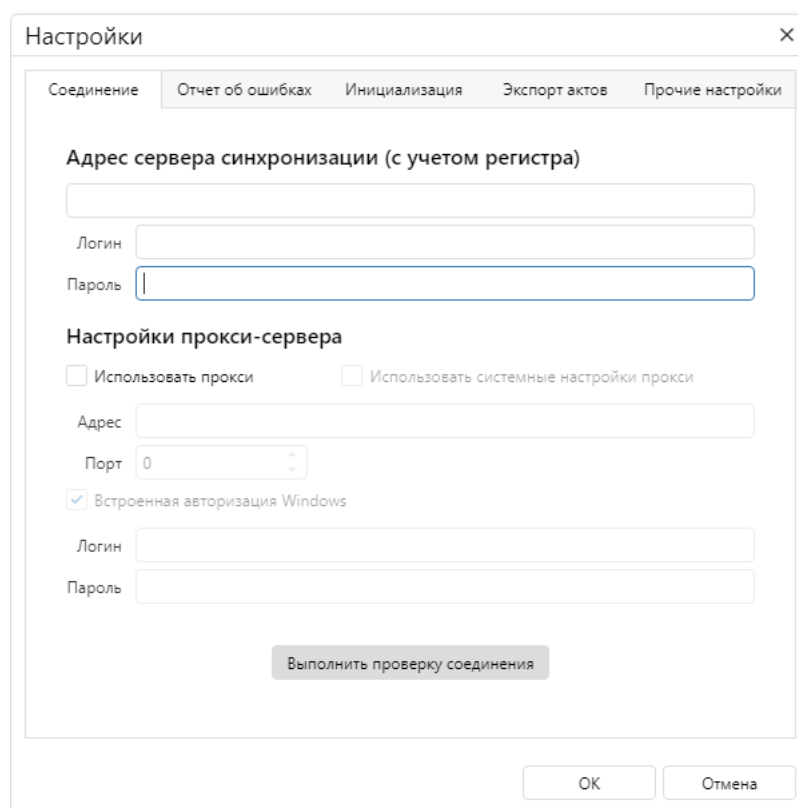 Настройки
Соединение Отчет об ошибках Инициализация Экспорт актов Прочие настройки
Адрес сервера синхронизации (с учетом регистра)
Логин
Пароль
Настройки прокси-сервера
Использовать прокси Использовать системные настройки прокси
Адрес
Порт 0
Встроенная авторизация Windows
Логин
Пароль
Выполнить проверку соединения
ОК Отмена